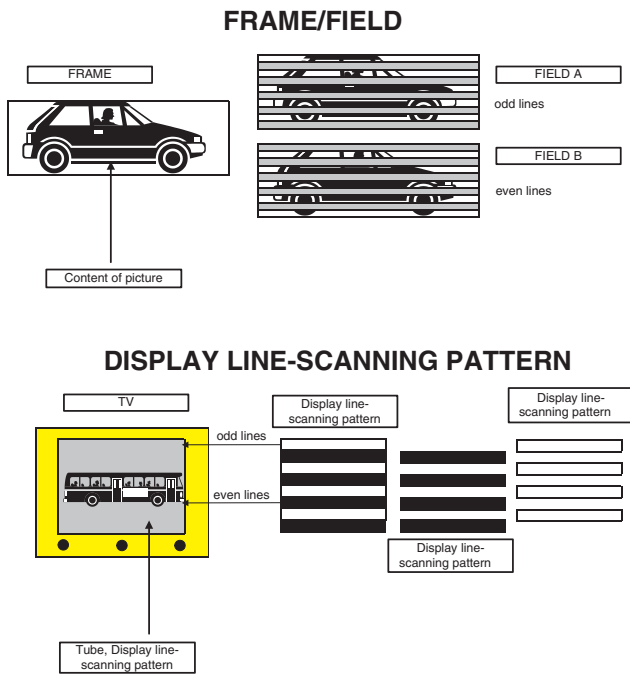 FRAME/FIELD
FRAME
FIELD A
odd lines
FIELD B
even lines
Content of picture
DISPLAY LINE-SCANNING PATTERN
TV
Display line-
scanning pattern
Display line-
scanning pattern
odd lines
even lines
Display line-
scanning pattern
Tube, Display line-
scanning pattern